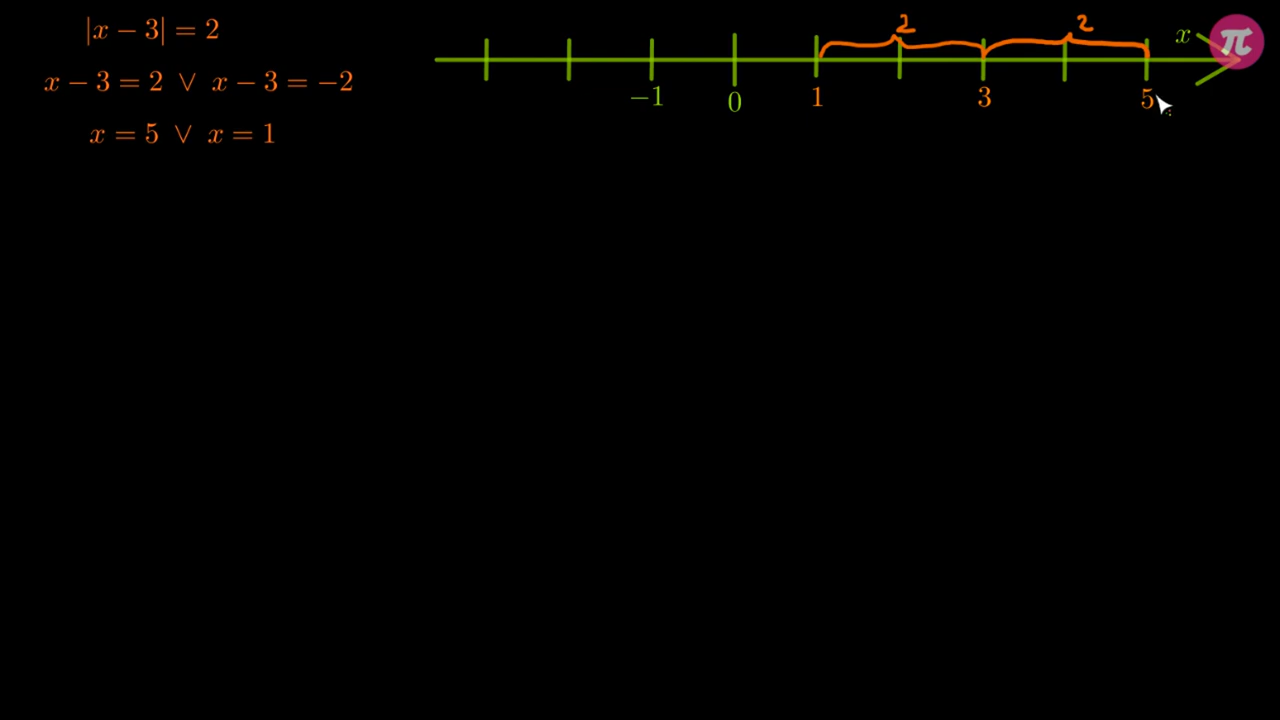 |x − 3| = 2
x − 3 = 2 ∨ x − 3 = −2
x = 5 ∨ x = 1
2 2
x
π
−1 0 1 3 5